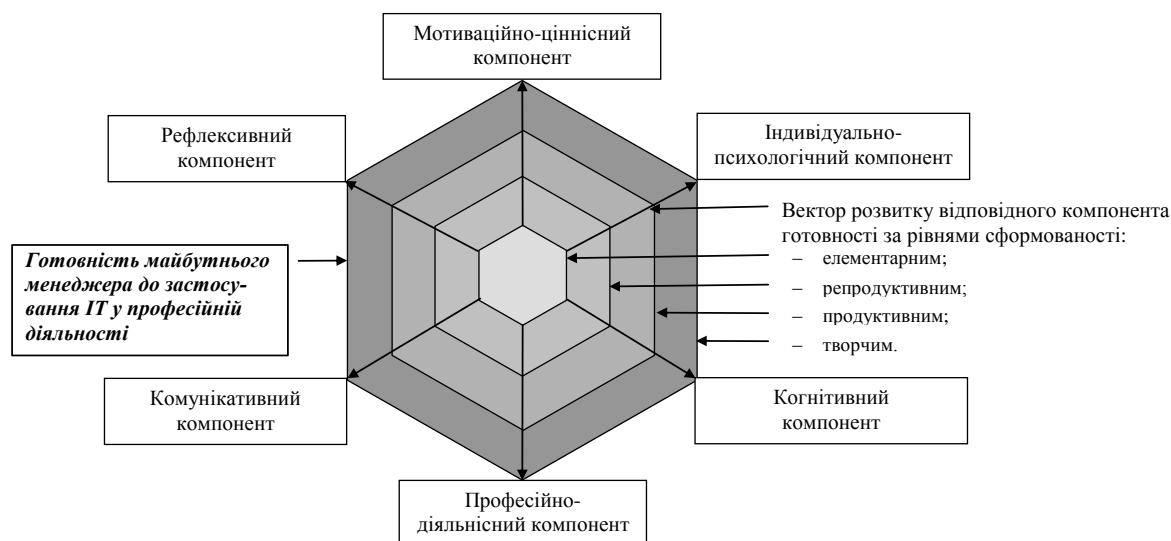 Мотиваційно-ціннісний
компонент
Рефлексивний
компонент
Індивідуально-
психологічний компонент
Вектор розвитку відповідного компонента
готовності за рівнями сформованості:
– елементарним;
– репродуктивним;
– продуктивним;
– творчим.
Готовність майбутнього
менеджера до застосу-
вання ІТ у професійній
діяльності
Комунікативний
компонент
Когнітивний
компонент
Професійно-
діяльнісний компонент